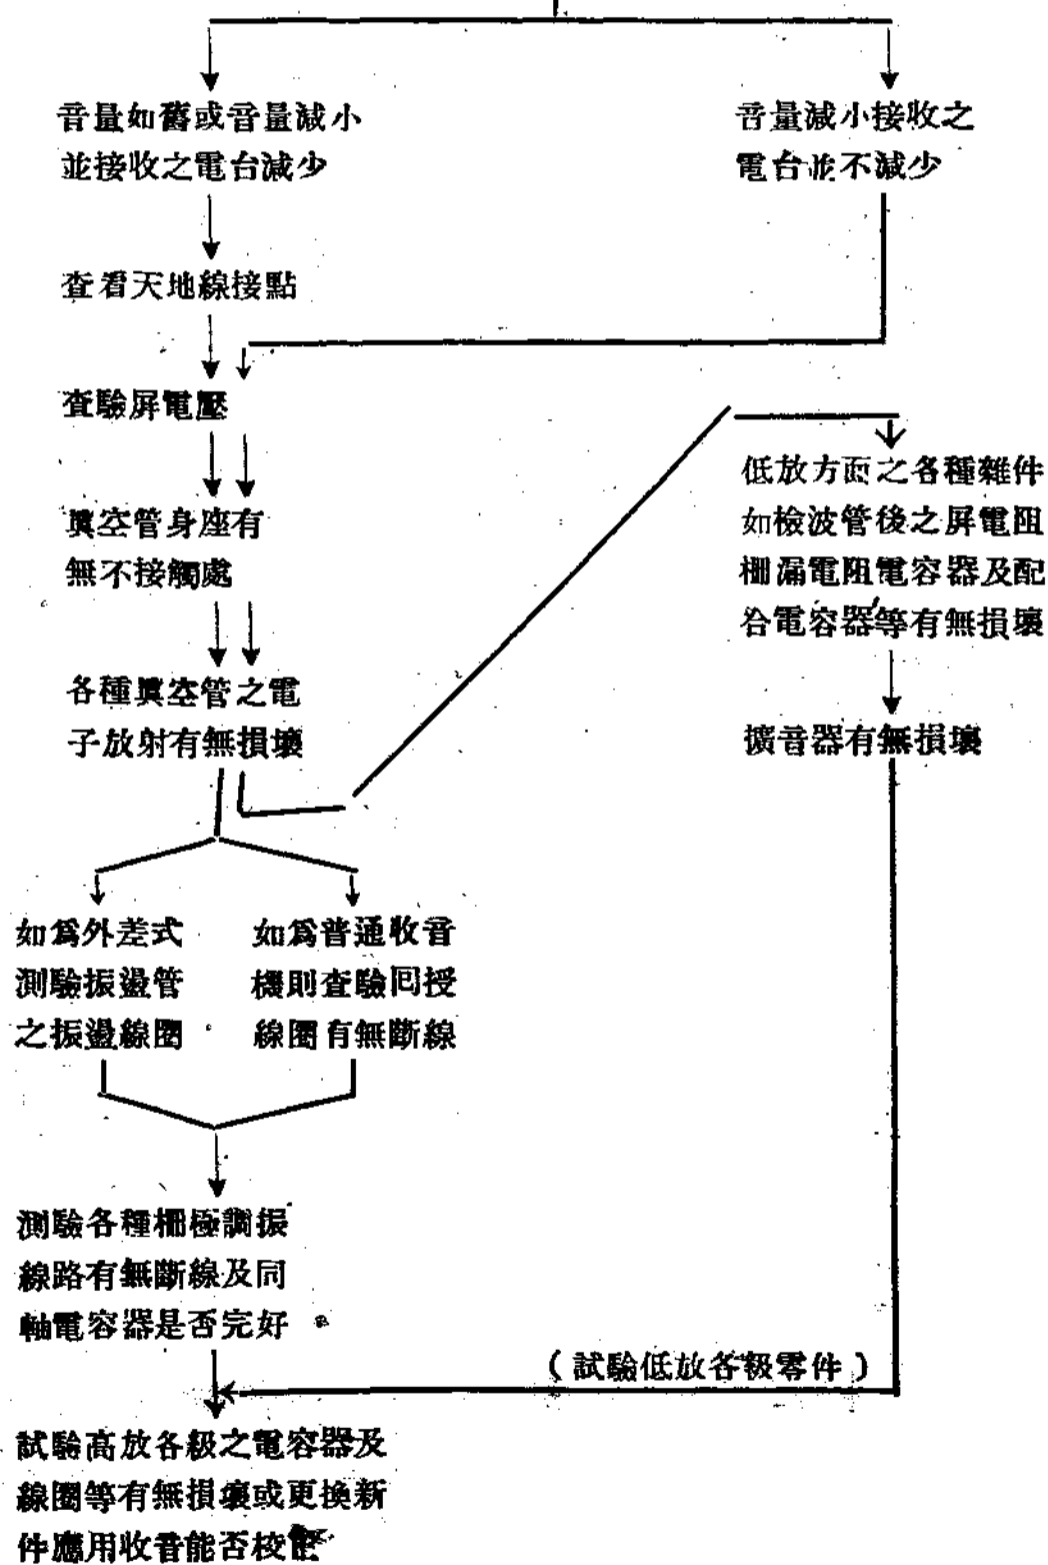 音量如舊或音量減小
並接收之電台減少
音量減小接收之
電台並不減少
查看天地線接點
查驗屏電壓
眞空管身座有
無不接觸處
各種眞空管之電
子放射有無損壞
低放方面之各種雜件
如檢波管後之屏電阻
柵漏電阻電容器及配
合電容器等有無損壞
擴音器有無損壞
如爲外差式
測驗振盪管
之振盪線圈
如爲普通收音
機則查驗回授
線圈有無斷線
測驗各種柵極調振
線路有無斷線及同
軸電容器是否完好
(試驗低放各級零件)
試驗高放各級之電容器及
線圈等有無損壞或更換新
件應用收音能否校